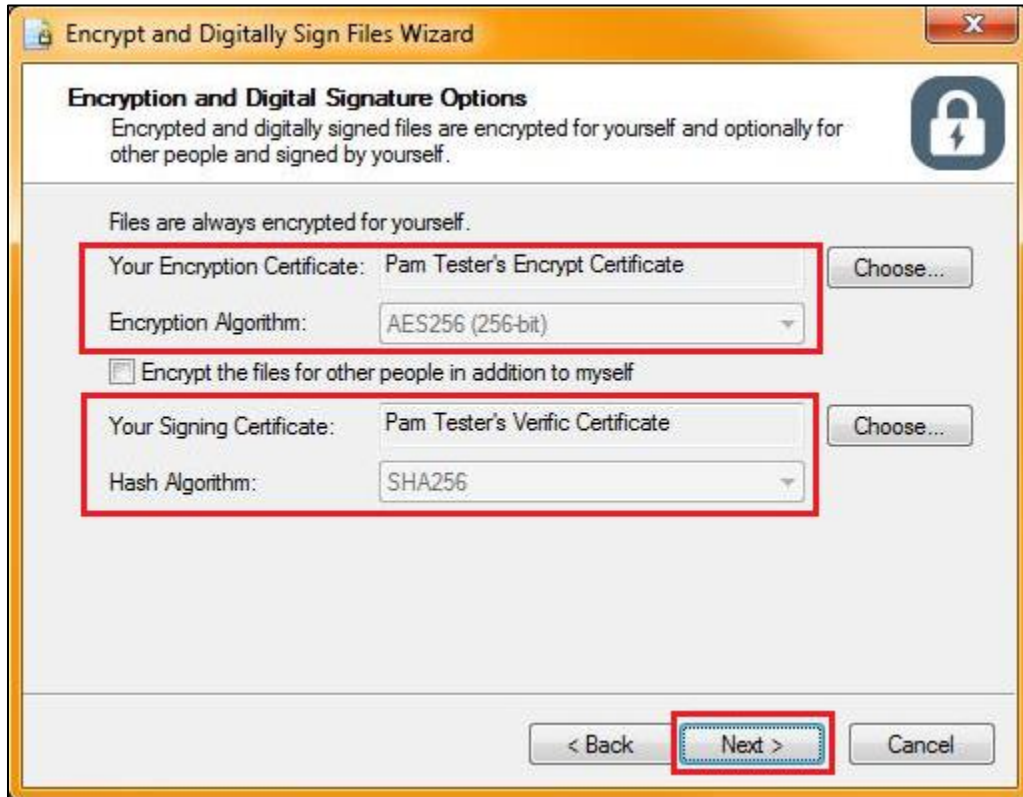 Encrypt and Digitally Sign Files Wizard
Encryption and Digital Signature Options
Encrypted and digitally signed files are encrypted for yourself and optionally for
other people and signed by yourself.
Files are always encrypted for yourself.
Your Encryption Certificate: Pam Tester's Encrypt Certificate Choose...
Encryption Algorithm: AES256 (256-bit)
Encrypt the files for other people in addition to myself
Your Signing Certificate: Pam Tester's Verific Certificate Choose...
Hash Algorithm: SHA256
< Back Next > Cancel